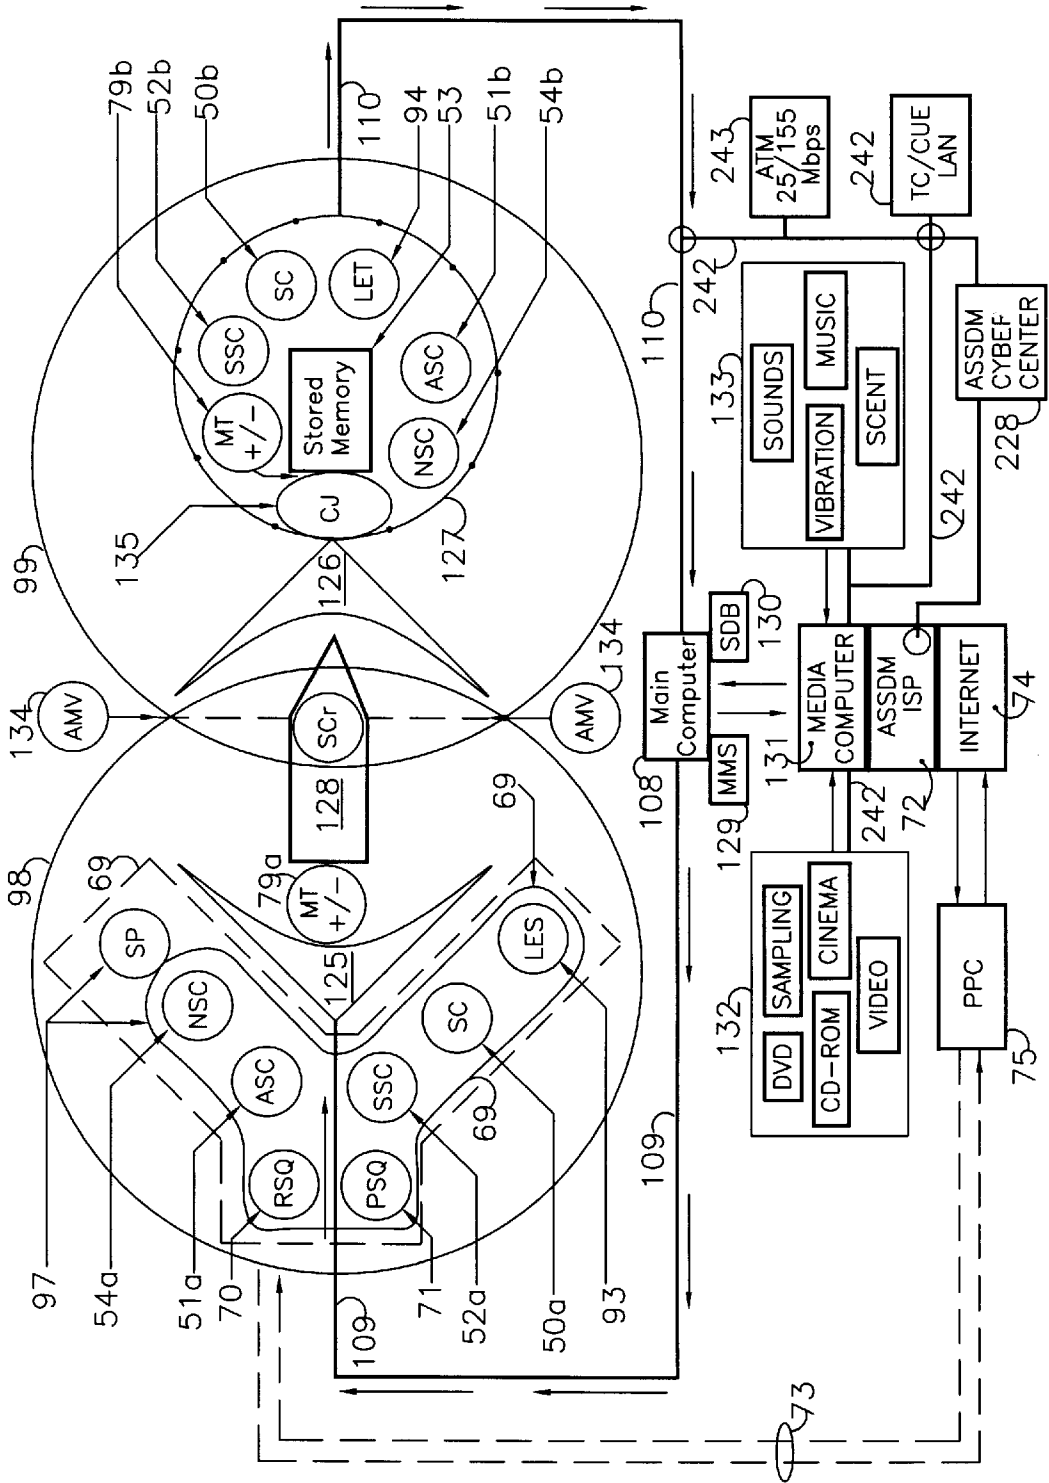 98
134
99
97
69
AMV
79b
54a
SP
135
52b
51a
NSC
MT
+/-
SSC
50b
70
RSQ
ASC
79a
MT
+/-
128
SCr
126
CJ
Stored
Memory
SC
110
109
125
127
LET
94
71
PSQ
SSC
NSC
ASC
53
52a
69
SC
51b
50a
LES
69
54b
93
AMV
134
109
108
Main
Computer
110
242
129
MMS
SDB
130
243
ATM
25/155
Mbps
132
131
133
73
DVD
SAMPLING
SOUNDS
CD-ROM
CINEMA
MEDIA
COMPUTER
VIBRATION
MUSIC
242
VIDEO
242
SCENT
72
ASSDM
ISP
TC/CUE
LAN
242
PPC
INTERNET
228
ASSDM
CYBEF
CENTER
75
74